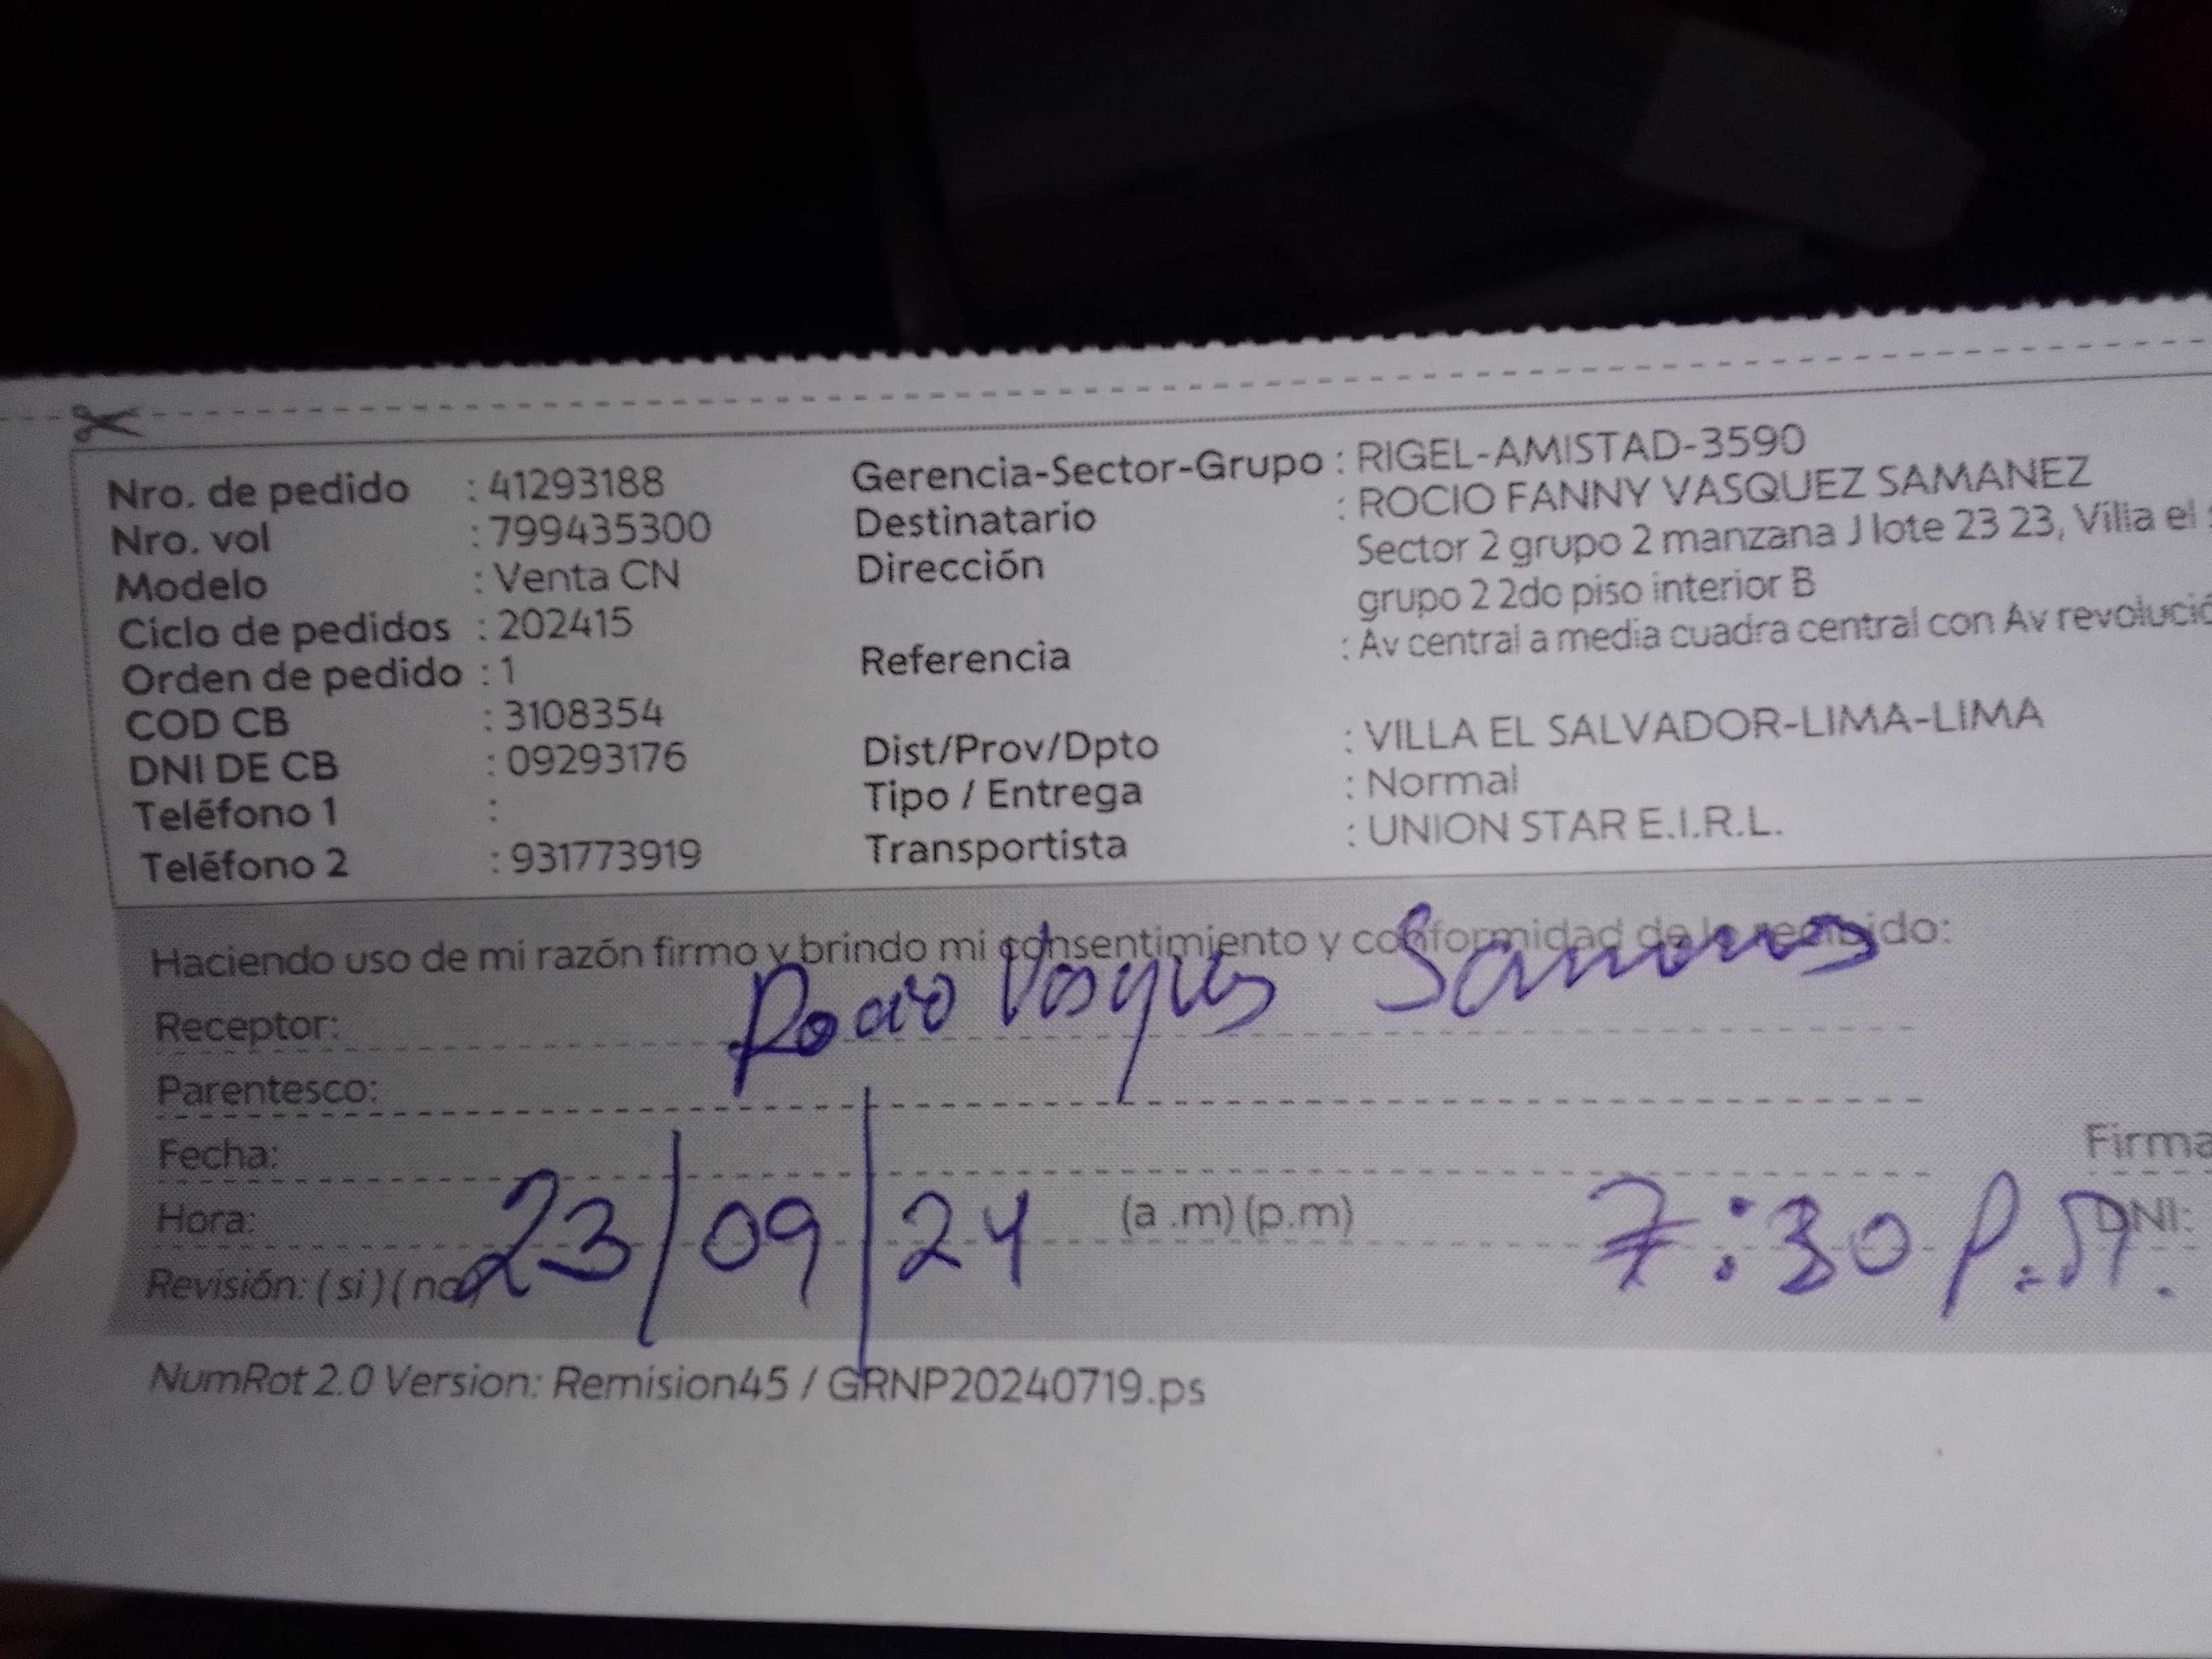 Nro. de pedido : 41293188
Nro. vol : 799435300
Modelo : Venta CN
Ciclo de pedidos : 202415
Orden de pedido : 1
COD CB : 3108354
DNI DE CB : 09293176
Teléfono 1 :
Teléfono 2 : 931773919
Gerencia-Sector-Grupo : RIGEL-AMISTAD-3590
Destinatario : ROCIO FANNY VASQUEZ SAMANEZ
Dirección Sector 2 grupo 2 manzana J lote 23 23, Villa el
grupo 2 2do piso interior B
Referencia : Av central a media cuadra central con Av
Dist/Prov/Dpto : VILLA EL SALVADOR-LIMA-LIMA
Tipo / Entrega : Normal
Transportista : UNION STAR E.I.R.L.
Haciendo uso de mi razón firmo y brindo mi consentimiento y conformidad de lo recibido:
Receptor: Rocio Vasquez
Parentesco:
Fecha:
Firma
Hora: 23/09/24 (a .m) (p.m) 7:30 P.M. DNI:
Revisión: ( si ) ( no)
NumRot 2.0 Version: Remision45 / GRNP20240719.ps